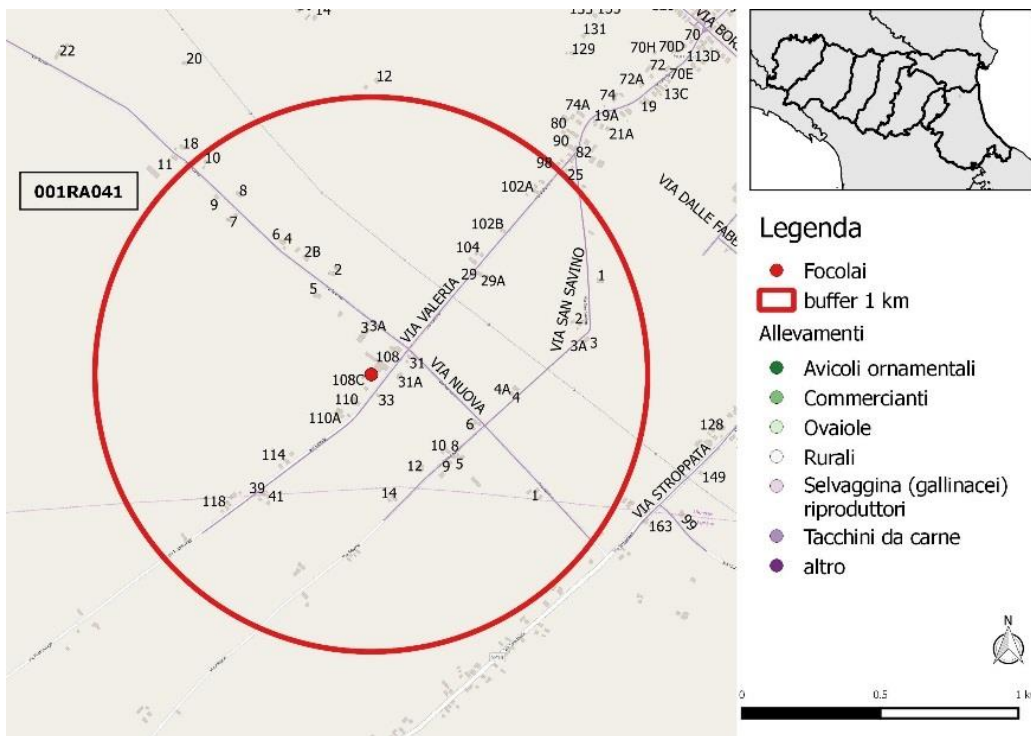 14
133 133
131
129
VIA BOR
70
70H 70D
113D
72
70E
72A
13C
22
20
12
74
19
74A
19A
80
21A
90
18
10
11
98
82
25
001RA041
8
9
7
102A
VIA DALLE FABB
102B
6 4
2B
104
2
29
29A
1
5
VIA SAN SAVINO
3 3A
VIA VALERIA
2
3A 3
108
31
VIA NUOVA
108C
31A
110
33
4A
4
110A
6
10 8
114
12
9 5
128
39
41
118
14
1
VIA STROPPATA
149
163
99
Legenda
Focolai
buffer 1 km
Allevamenti
Avicoli ornamentali
Commercianti
Ovaiole
Rurali
Selvaggina (gallinacei)
riproduttori
Tacchini da carne
altro
N
0 0.5 1 k